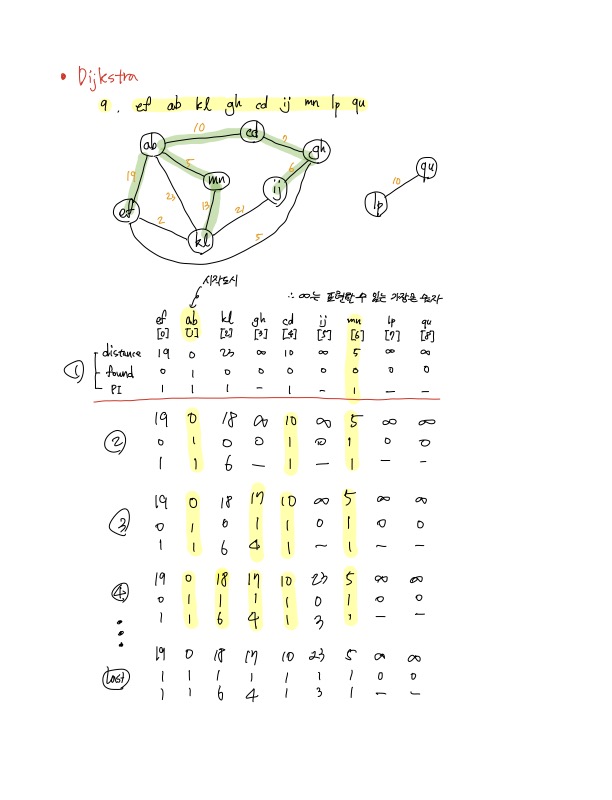 • Dijkstra
9. ef ab kl gh cd ij mn lp qu
10
ab cd 7 gh
5 6
19 mn ij
23 13
ef 2 21
kl 5
qu
10
lp
시작도시
∴ ∞는 표현할 수 있는 가장 큰 숫자
ef ab kl gh cd ij mn lp qu
[0] [1] [2] [3] [4] [5] [6] [7] [8]
① distance 19 0 23 ∞ 10 ∞ 5 ∞ ∞
found 0 1 0 0 0 0 0 0 0
PI 1 1 1 – 1 – 1 – –
② 19 0 18 ∞ 10 ∞ 5 ∞ ∞
0 1 0 0 1 0 1 0 0
1 1 6 – 1 – 1 – –
③ 19 0 18 17 10 ∞ 5 ∞ ∞
0 1 0 1 1 0 1 0 0
1 1 6 4 1 – 1 – –
④ 19 0 18 17 10 23 5 ∞ ∞
0 1 1 1 1 0 1 0 0
1 1 6 4 1 3 1 – –
last 19 0 18 17 10 23 5 ∞ ∞
1 1 1 1 1 1 1 0 0
1 1 6 4 1 3 1 – –